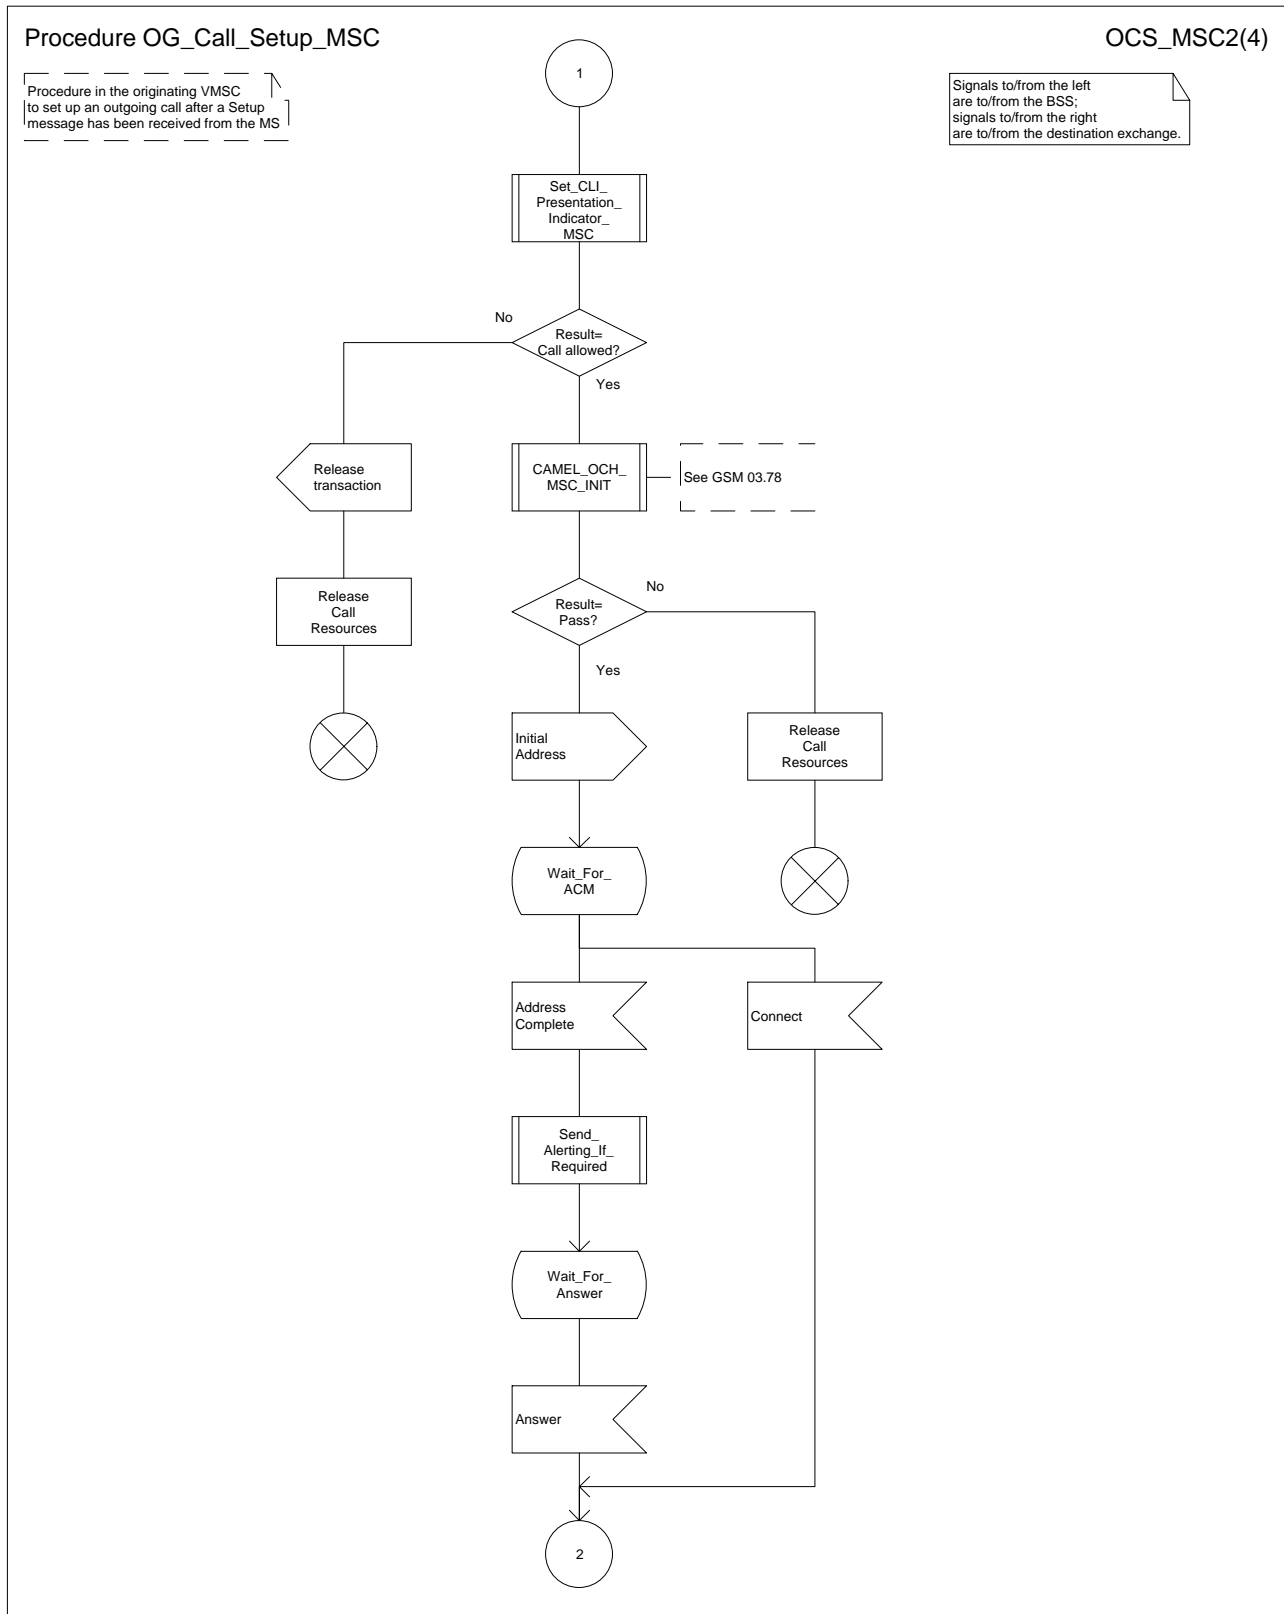 Procedure OG_Call_Setup_MSC
OCS_MSC2(4)
Procedure in the originating VMSC
to set up an outgoing call after a Setup
message has been received from the MS
Signals to/from the left
are to/from the BSS;
signals to/from the right
are to/from the destination exchange.
1
Set_CLI_
Presentation_
Indicator_
MSC
No
Result=
Call allowed?
Yes
Release
transaction
CAMEL_OCH_
MSC_INIT
See GSM 03.78
Release
Call
Resources
Result=
Pass?
No
Yes
Initial
Address
Release
Call
Resources
Wait_For_
ACM
Address
Complete
Connect
Send_
Alerting_If_
Required
Wait_For_
Answer
Answer
2